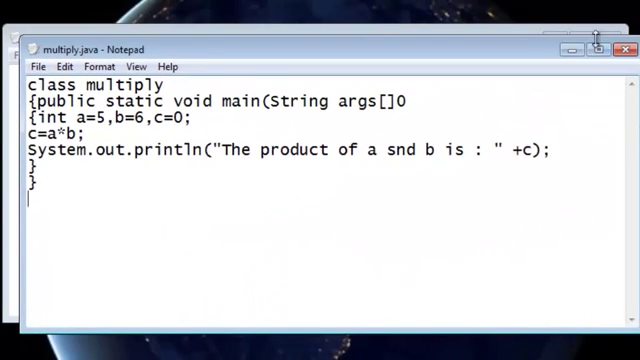 multiply.java - Notepad
File Edit Format View Help
class multiply
{public static void main(String args[]0
{int a=5,b=6,c=0;
c=a*b;
System.out.println("The product of a snd b is : " +c);
}
}